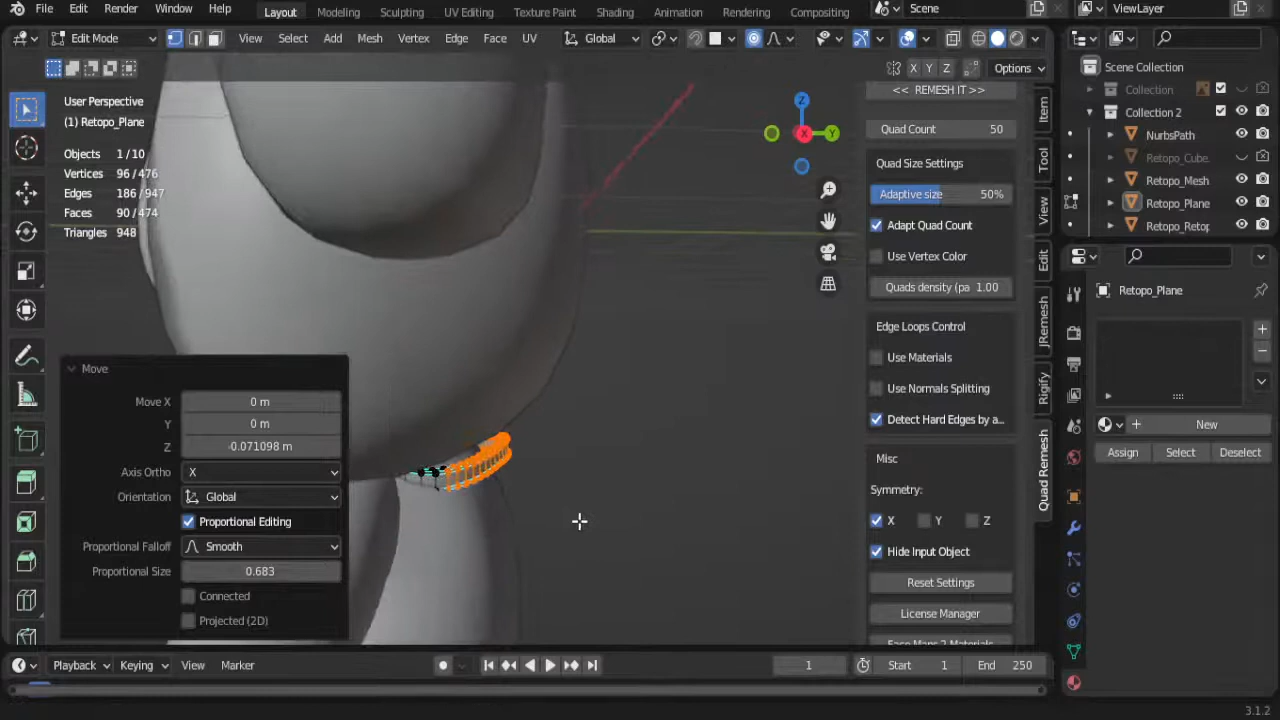 File Edit Render Window Help Layout Modeling Sculpting UV Editing Texture Paint Shading Animation Rendering Compositing Scene ViewLayer
Edit Mode View Select Add Mesh Vertex Edge Face UV Global
X Y Z Options
User Perspective
(1) Retopo_Plane
Objects 1/10
Vertices 96/476
Edges 186/947
Faces 90/474
Triangles 948
Z
X
Y
<< REMESH IT >>
Quad Count 50
Quad Size Settings
Adaptive size 50%
Adapt Quad Count
Use Vertex Color
Quads density (pa 1.00
Edge Loops Control
Use Materials
Use Normals Splitting
Detect Hard Edges by a...
Misc
Symmetry:
X Y Z
Hide Input Object
Reset Settings
License Manager
Item
Tool
View
Edit
JRemesh
Rigify
Quad Remesh
Scene Collection
Collection
Collection 2
NurbsPath
Retopo_Cube.
Retopo_Mesh
Retopo_Plane
Retopo_Retop
Retopo_Plane
New
Assign Select Deselect
Move
Move X 0 m
Y 0 m
Z -0.071098 m
Axis Ortho X
Orientation Global
Proportional Editing
Proportional Falloff Smooth
Proportional Size 0.683
Connected
Projected (2D)
Playback Keying View Marker 1 Start 1 End 250
3.1.2